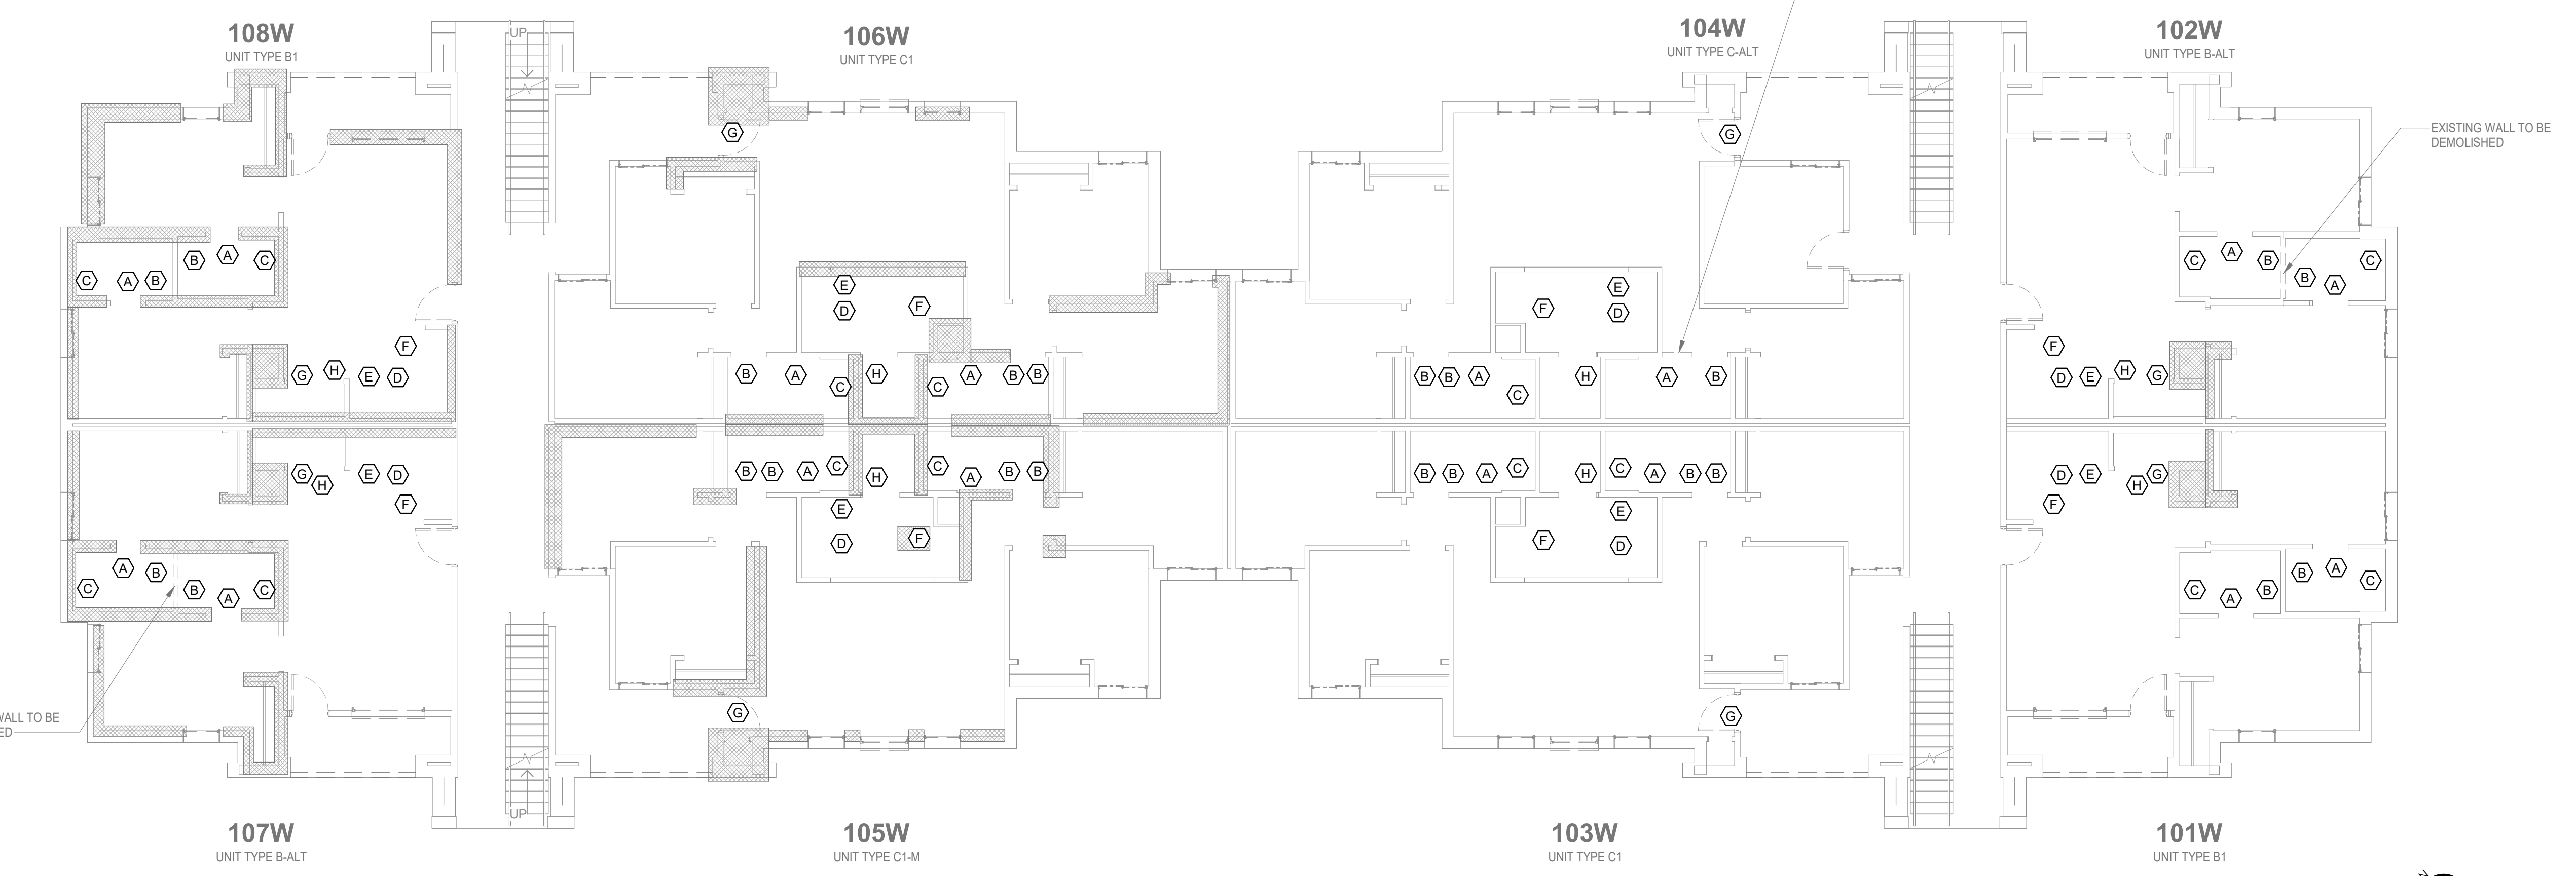 108W
UNIT TYPE B1
UP
106W
UNIT TYPE C1
104W
UNIT TYPE C-ALT
102W
UNIT TYPE B-ALT
EXISTING WALL TO BE
DEMOLISHED
G
G
C A B B A C
E
D
F
F
E
D
C A B B A C
F
G H E D
B A C H C A B B
B B A C H A B
F
D E H G
G H E D
F
B B A C H C A B B
E
D
F
B B A C H C A B B
E
D
F
D E H G
F
C A B B A C
C A B B A C
G
G
WALL TO BE
ED
UP
107W
UNIT TYPE B-ALT
105W
UNIT TYPE C1-M
103W
UNIT TYPE C1
101W
UNIT TYPE B1